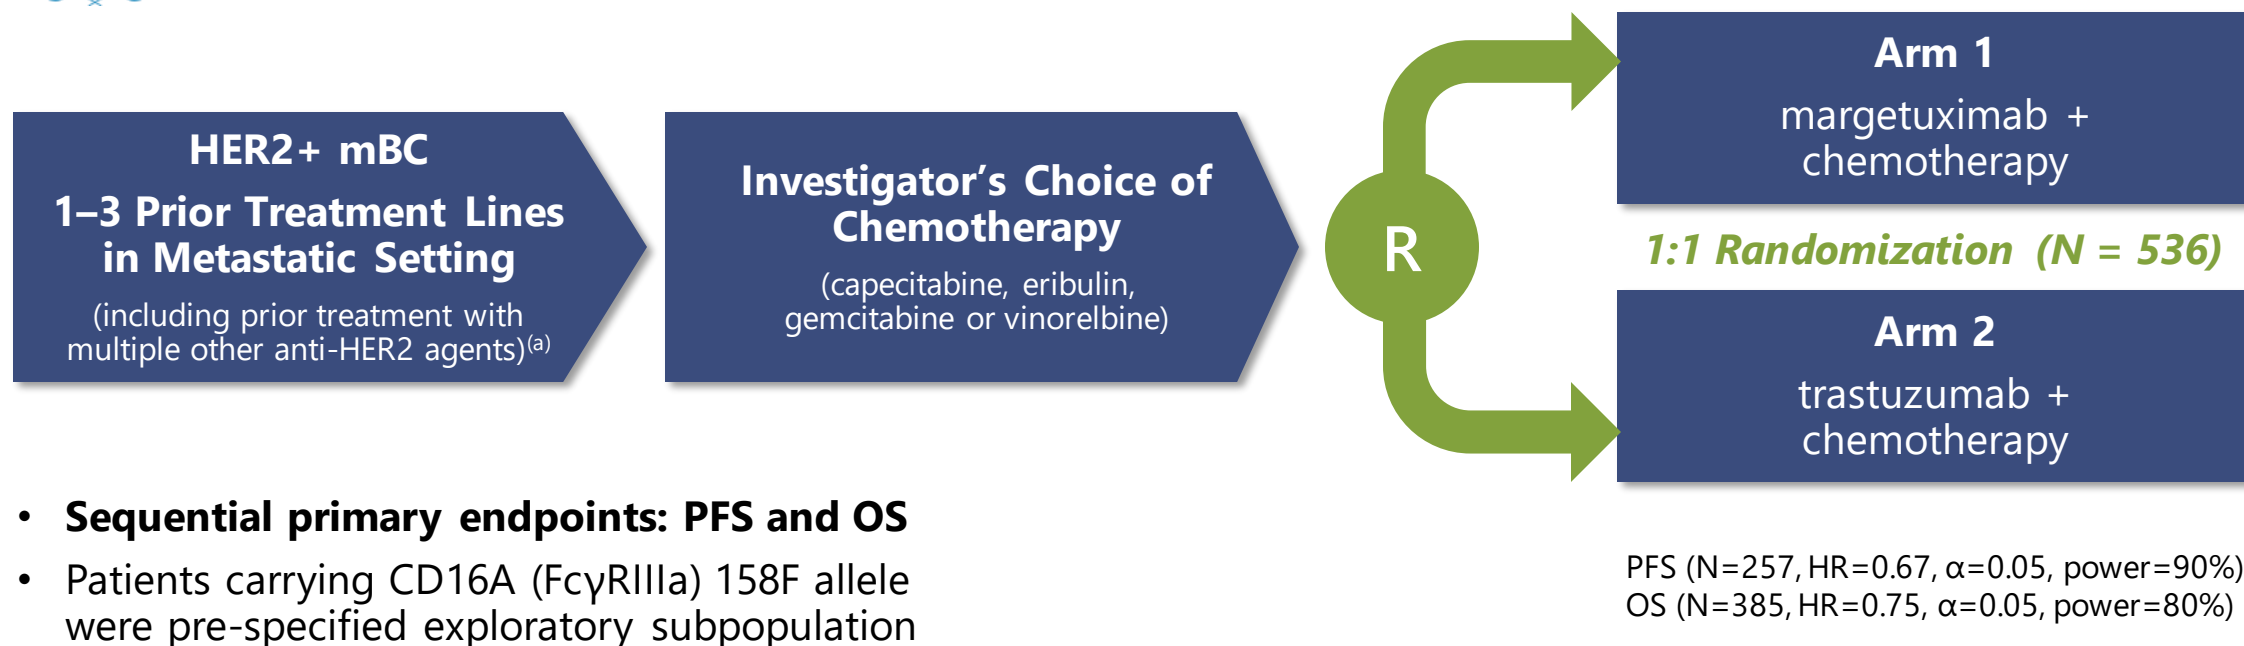 HER2+ mBC
1–3 Prior Treatment Lines
in Metastatic Setting
(including prior treatment with
multiple other anti-HER2 agents)(a)
Investigator’s Choice of
Chemotherapy
(capecitabine, eribulin,
gemcitabine or vinorelbine)
R
Arm 1
margetuximab +
chemotherapy
1:1 Randomization (N = 536)
Arm 2
trastuzumab +
chemotherapy
• Sequential primary endpoints: PFS and OS
• Patients carrying CD16A (FcγRIIIa) 158F allele
were pre-specified exploratory subpopulation
PFS (N=257, HR=0.67, α=0.05, power=90%)
OS (N=385, HR=0.75, α=0.05, power=80%)